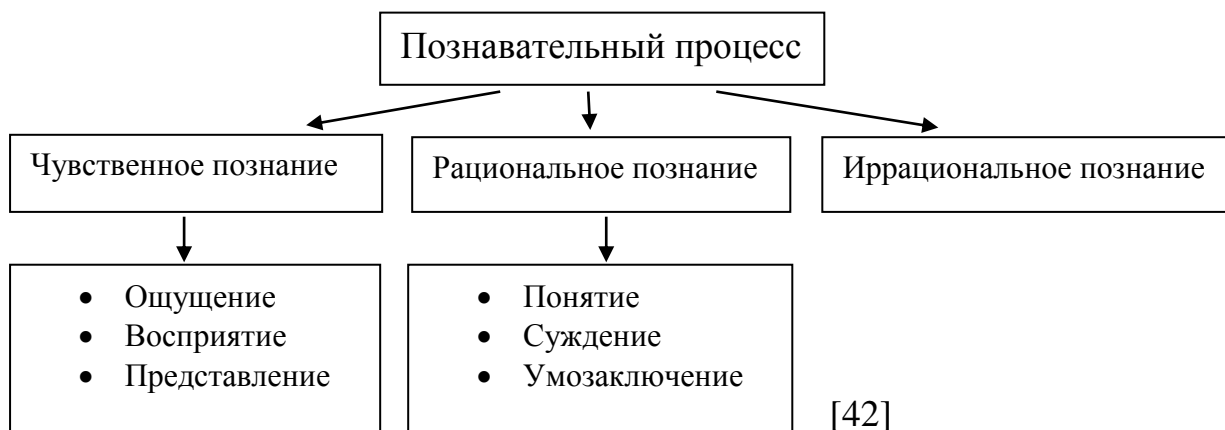 Познавательный процесс
Чувственное познание
Рациональное познание
Иррациональное познание
• Ощущение
• Восприятие
• Представление
• Понятие
• Суждение
• Умозаключение
[42]